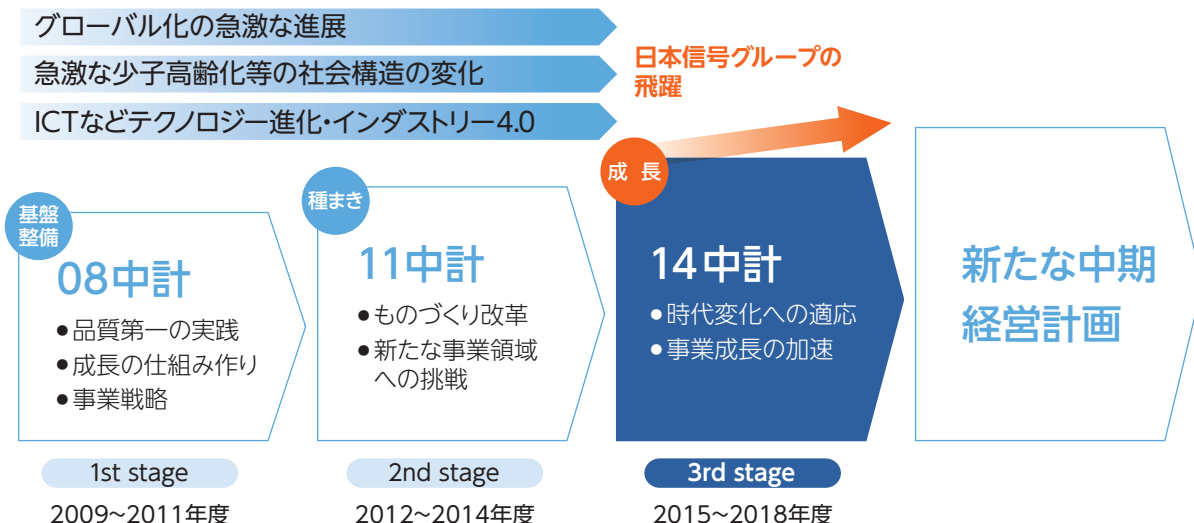 グローバル化の急激な進展
急激な少子高齢化等の社会構造の変化
ICTなどテクノロジー進化・インダストリー4.0
日本信号グループの
飛躍
基盤
整備
08中計
●品質第一の実践
●成長の仕組み作り
●事業戦略
1st stage
2009~2011年度
種まき
11中計
●ものづくり改革
●新たな事業領域
への挑戦
2nd stage
2012~2014年度
成 長
14中計
●時代変化への適応
●事業成長の加速
3rd stage
2015~2018年度
新たな中期
経営計画